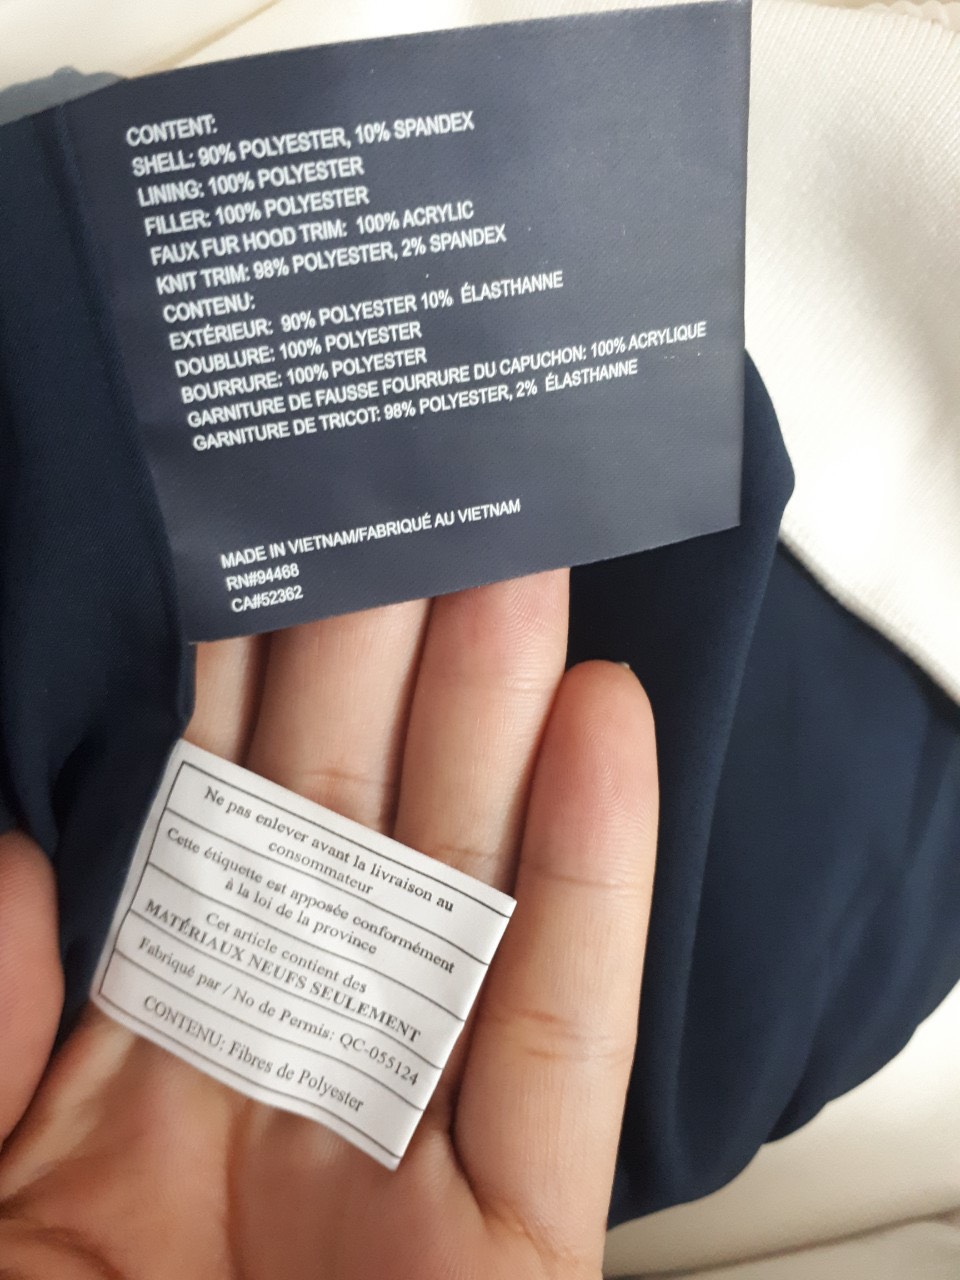 CONTENT:
SHELL: 90% POLYESTER, 10% SPANDEX
LINING: 100% POLYESTER
FILLER: 100% POLYESTER
FAUX FUR HOOD TRIM: 100% ACRYLIC
KNIT TRIM: 98% POLYESTER, 2% SPANDEX
CONTENU:
EXTÉRIEUR: 90% POLYESTER 10% ÉLASTHANNE
DOUBLURE: 100% POLYESTER
BOURRURE: 100% POLYESTER
GARNITURE DE FAUSSE FOURRURE DU CAPUCHON: 100% ACRYLIQUE
GARNITURE DE TRICOT: 98% POLYESTER, 2% ÉLASTHANNE
MADE IN VIETNAM/FABRIQUÉ AU VIETNAM
RN#94468
CA#52362
Ne pas enlever avant la livraison au
consommateur
Cette étiquette est apposée conformément
à la loi de la province
Cet article contient des
MATÉRIAUX NEUFS SEULEMENT
Fabriqué par / No de Permis: QC-055124
CONTENU: Fibres de Polyester